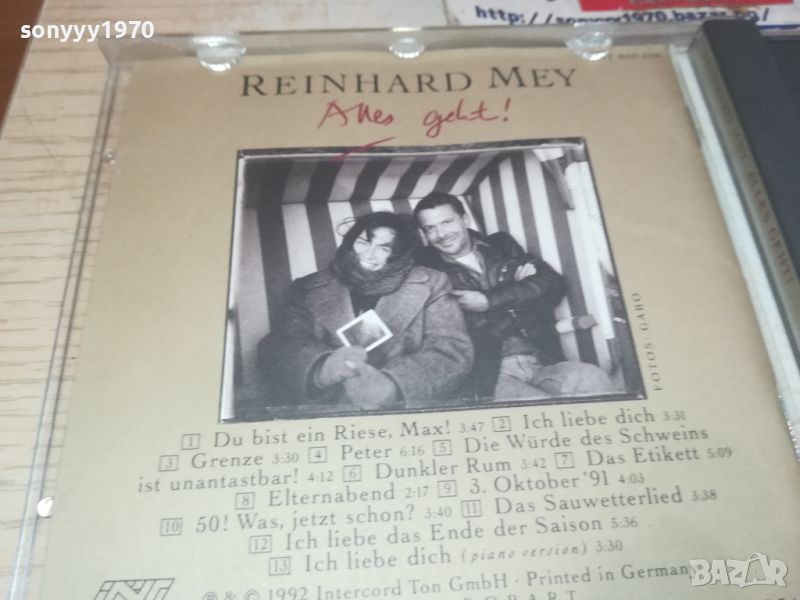 sonyyy1970
http://sonyyy1970.bazar.bg/
REINHARD MEY
Alles geht!
FOTOS: GABO
1 Du bist ein Riese, Max! 3:47 2 Ich liebe dich 3:31
3 Grenze 3:30 4 Peter 6:16 5 Die Würde des Schweins
ist unantastbar! 4:12 6 Dunkler Rum 3:42 7 Das Etikett 5:09
8 Elternabend 2:17 9 3. Oktober '91 4:03
10 50! Was, jetzt schon? 3:40 11 Das Sauwetterlied 3:38
12 Ich liebe das Ende der Saison 5:36
13 Ich liebe dich (piano version) 3:30
INT ℗ & © 1992 Intercord Ton GmbH · Printed in Germany
Bazar.bg